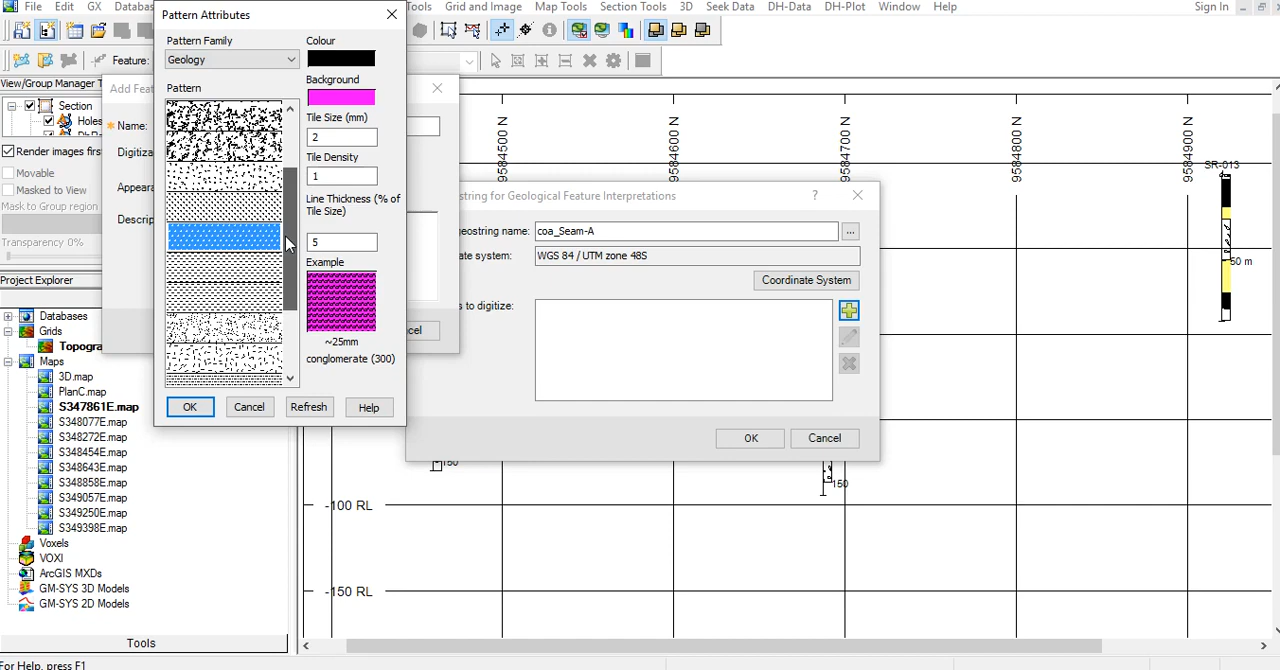 File Edit GX Databas Tools Grid and Image Map Tools Section Tools 3D Seek Data DH-Data DH-Plot Window Help Sign In
Feature:
View/Group Manager T
Section
Holes
Render images first
Movable
Masked to View
Mask to Group region
Transparency 0%
Project Explorer
Databases
Grids
Topogra
Maps
3D.map
PlanC.map
S347861E.map
S348077E.map
S348272E.map
S348454E.map
S348643E.map
S348858E.map
S349057E.map
S349250E.map
S349398E.map
Voxels
VOXI
ArcGIS MXDs
GM-SYS 3D Models
GM-SYS 2D Models
Tools
For Help, press F1
Add Feat
* Name:
Digitiza
Appeara
Descrip
cel
Pattern Attributes
Pattern Family
Geology
Pattern
Colour
Background
Tile Size (mm)
2
Tile Density
1
Line Thickness (% of
Tile Size)
5
Example
~25mm
conglomerate (300)
OK Cancel Refresh Help
string for Geological Feature Interpretations ?
eostring name: coa_Seam-A ...
ate system: WGS 84 / UTM zone 48S
Coordinate System
s to digitize:
OK Cancel
9584500 N
9584600 N
9584700 N
9584800 N
9584900 N
SR-013
50 m
150
150
-100 RL
-150 RL